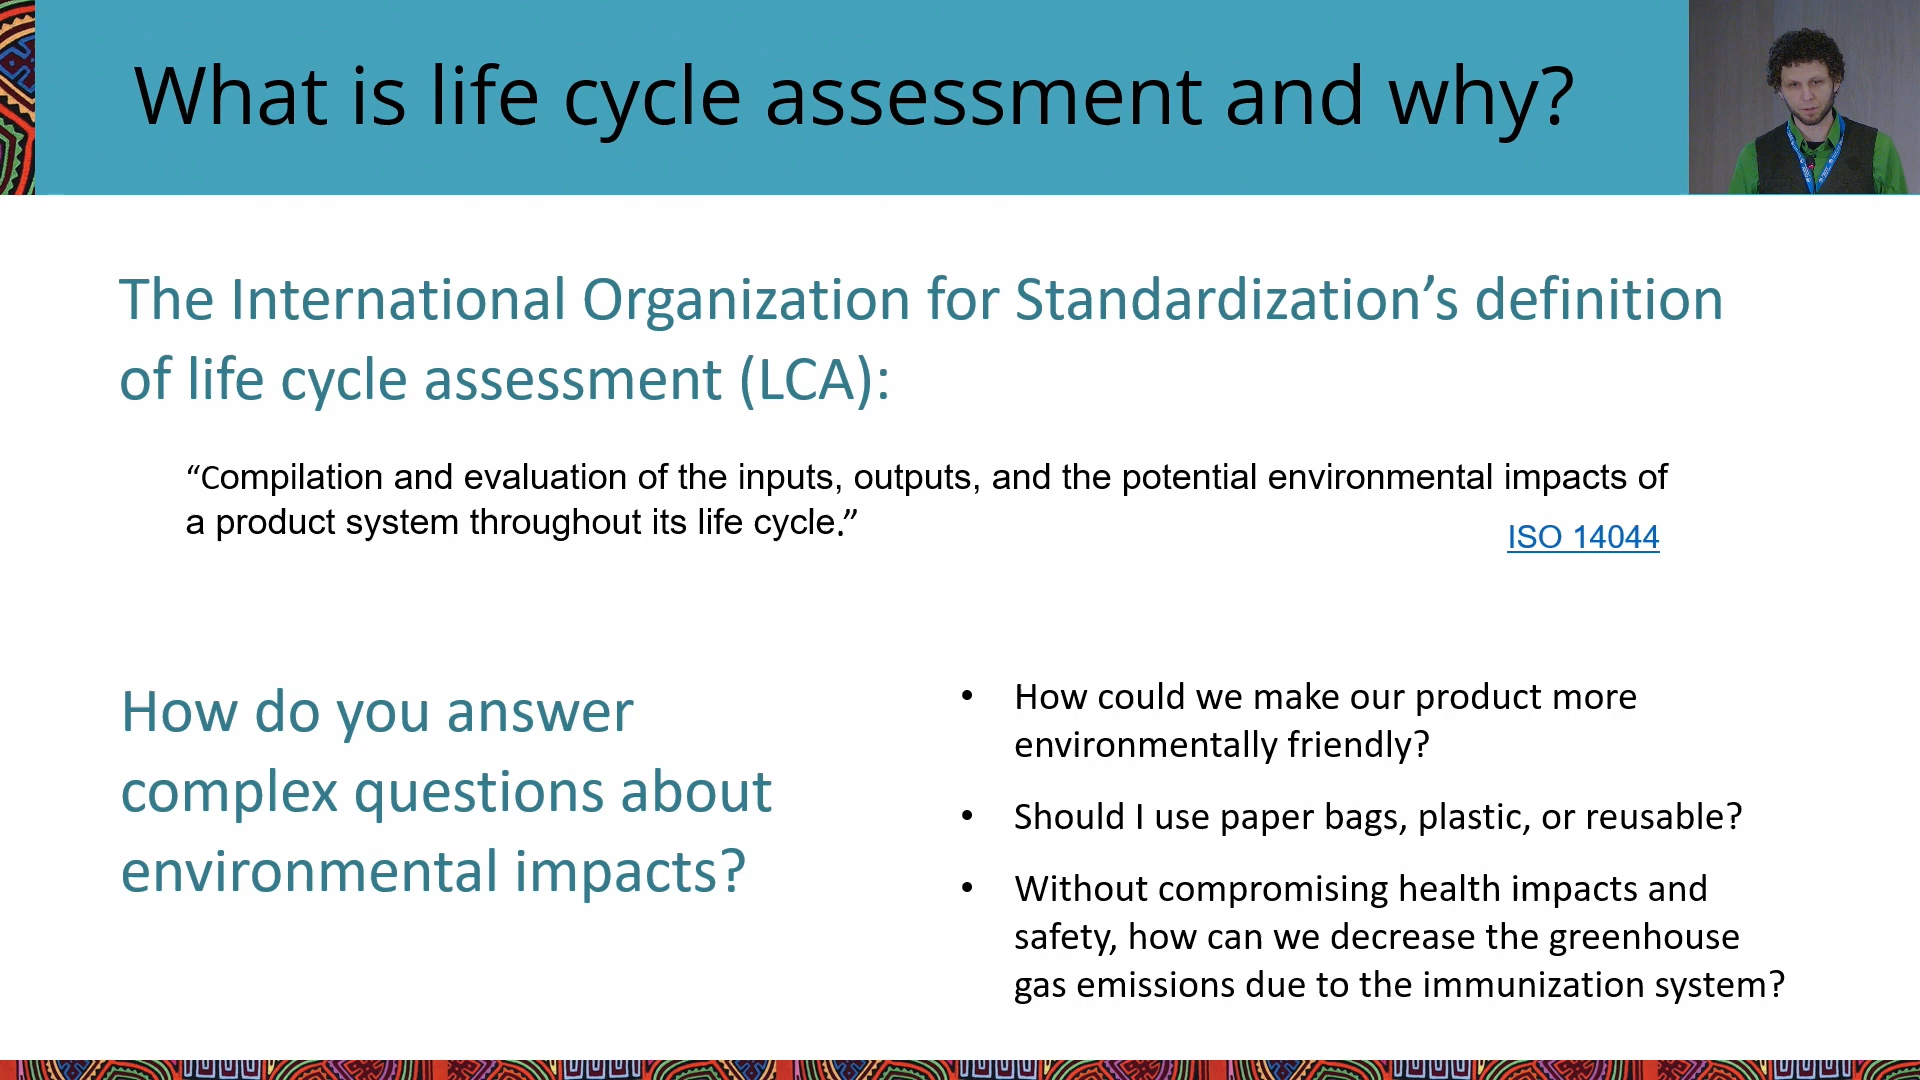 What is life cycle assessment and why?
The International Organization for Standardization’s definition
of life cycle assessment (LCA):
“Compilation and evaluation of the inputs, outputs, and the potential environmental impacts of
a product system throughout its life cycle.”
ISO 14044
How do you answer
complex questions about
environmental impacts?
• How could we make our product more
environmentally friendly?
• Should I use paper bags, plastic, or reusable?
• Without compromising health impacts and
safety, how can we decrease the greenhouse
gas emissions due to the immunization system?